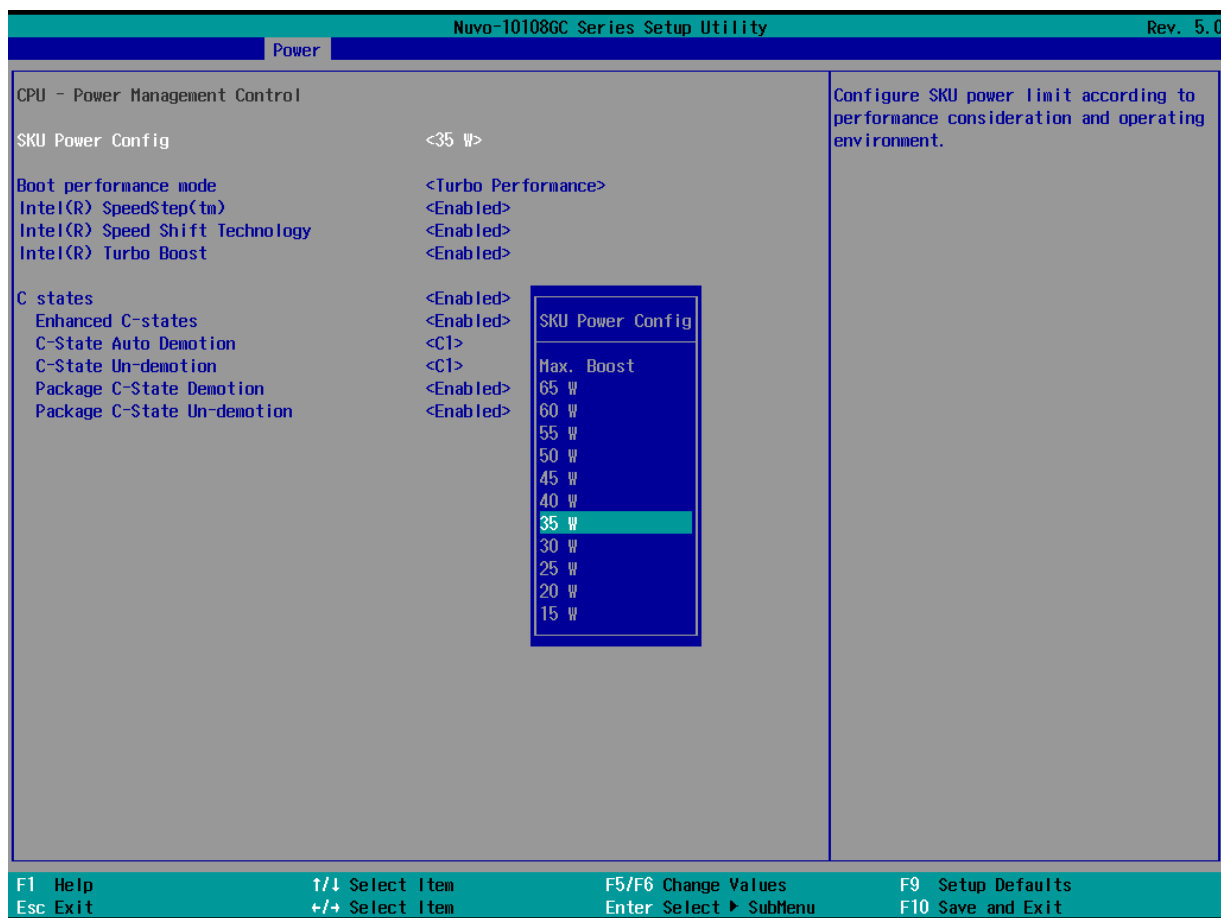 Nuvo-10108GC Series Setup Utility Rev. 5.0
Power
CPU - Power Management Control
SKU Power Config <35 W>
Boot performance mode <Turbo Performance>
Intel(R) SpeedStep(tm) <Enabled>
Intel(R) Speed Shift Technology <Enabled>
Intel(R) Turbo Boost <Enabled>
C states <Enabled>
Enhanced C-states <Enabled>
C-State Auto Demotion <C1>
C-State Un-demotion <C1>
Package C-State Demotion <Enabled>
Package C-State Un-demotion <Enabled>
SKU Power Config
Max. Boost
65 W
60 W
55 W
50 W
45 W
40 W
35 W
30 W
25 W
20 W
15 W
Configure SKU power limit according to
performance consideration and operating
environment.
F1 Help ↑/↓ Select Item F5/F6 Change Values F9 Setup Defaults
Esc Exit ←/→ Select Item Enter Select ▶ SubMenu F10 Save and Exit